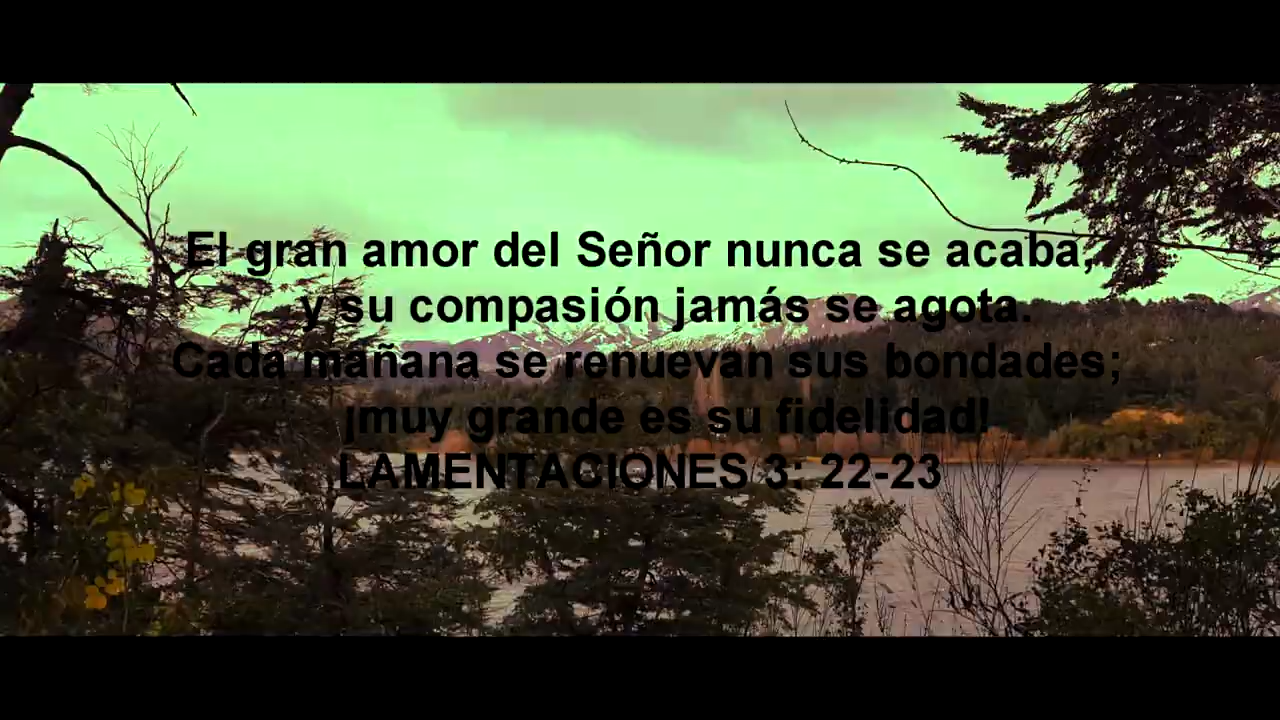 El gran amor del Señor nunca se acaba,
y su compasión jamás se agota.
Cada mañana se renuevan sus bondades;
¡muy grande es su fidelidad!
LAMENTACIONES 3: 22-23